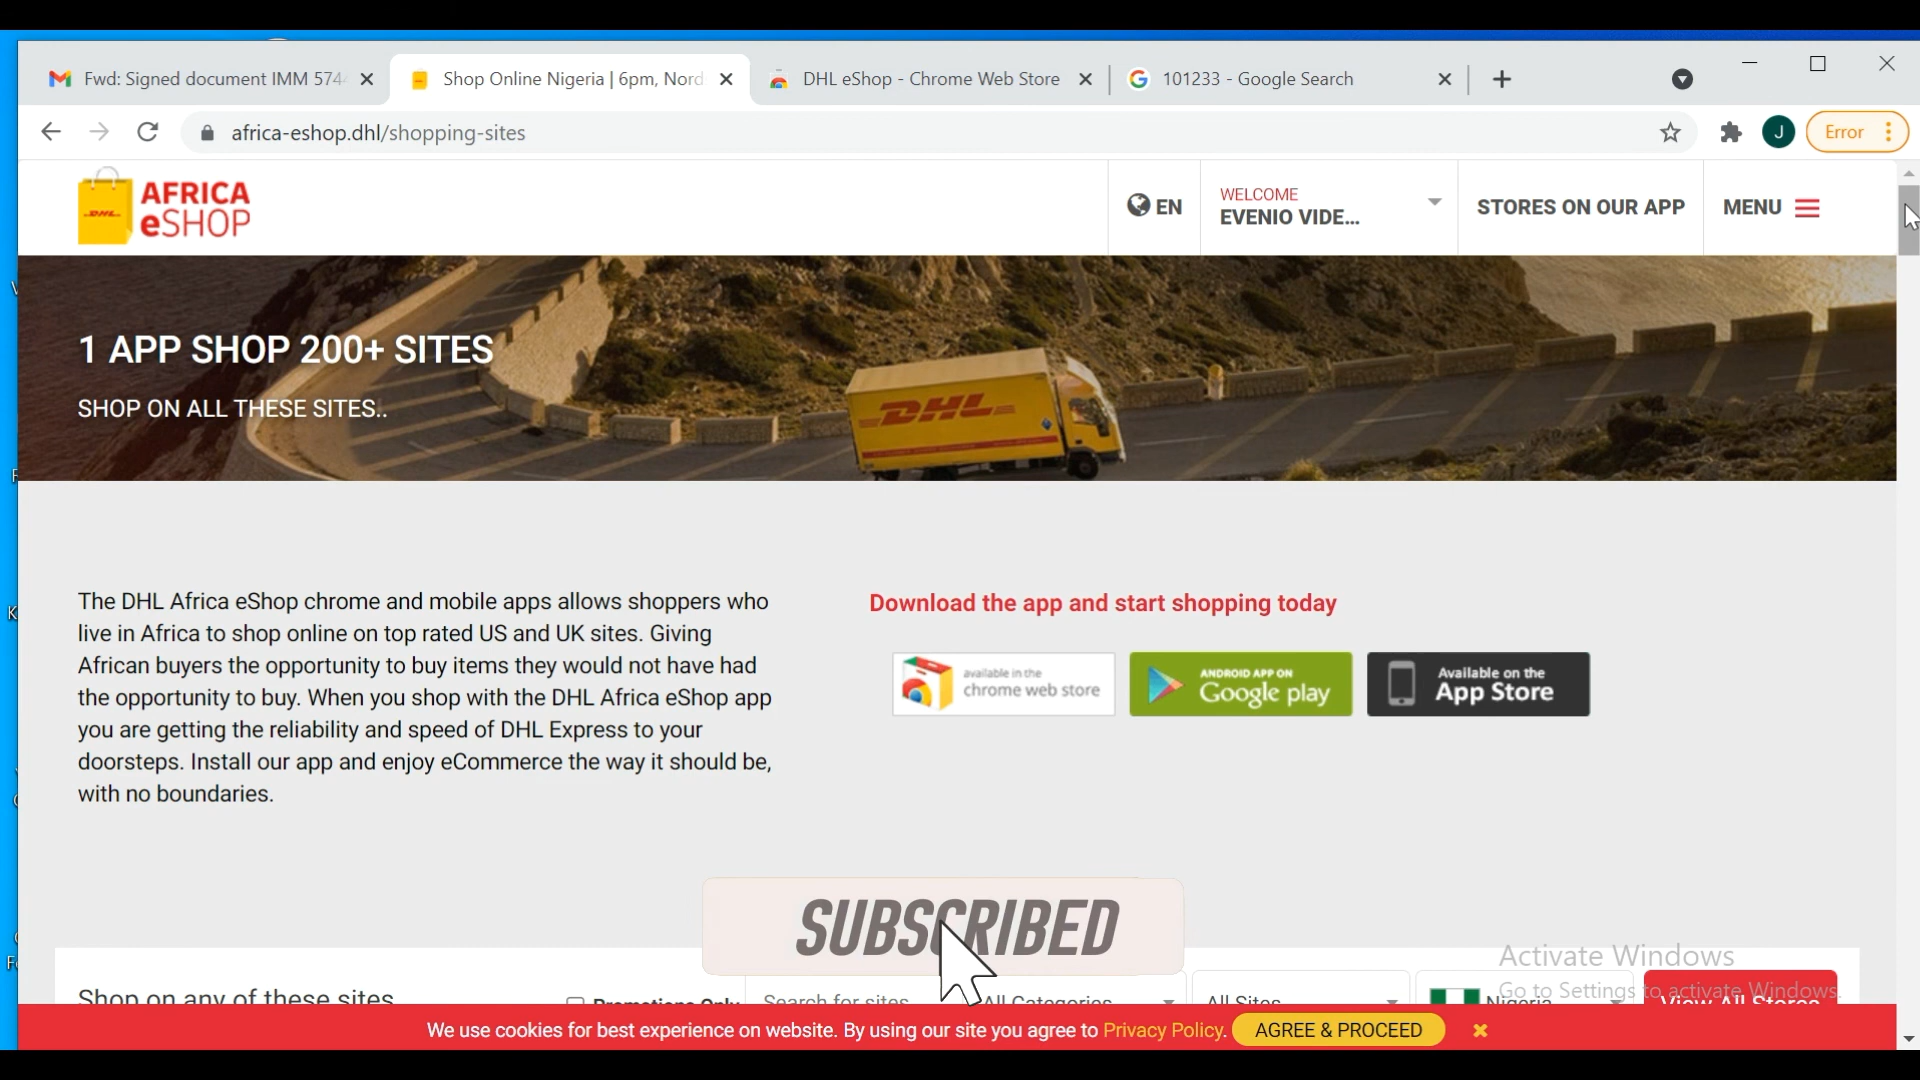 Fwd: Signed document IMM 574
Shop Online Nigeria | 6pm, Nord
DHL eShop - Chrome Web Store
101233 - Google Search
africa-eshop.dhl/shopping-sites
J
Error
DHL
AFRICA
eSHOP
EN
WELCOME
EVENIO VIDE...
STORES ON OUR APP
MENU
1 APP SHOP 200+ SITES
SHOP ON ALL THESE SITES..
DHL
The DHL Africa eShop chrome and mobile apps allows shoppers who
live in Africa to shop online on top rated US and UK sites. Giving
African buyers the opportunity to buy items they would not have had
the opportunity to buy. When you shop with the DHL Africa eShop app
you are getting the reliability and speed of DHL Express to your
doorsteps. Install our app and enjoy eCommerce the way it should be,
with no boundaries.
Download the app and start shopping today
available in the
chrome web store
ANDROID APP ON
Google play
Available on the
App Store
SUBSCRIBED
Activate Windows
Go to Settings to activate Windows.
Shop on any of these sites
Promotions Only
Search for sites
All Categories
All Sites
Nigeria
View All Stores
We use cookies for best experience on website. By using our site you agree to Privacy Policy.
AGREE & PROCEED